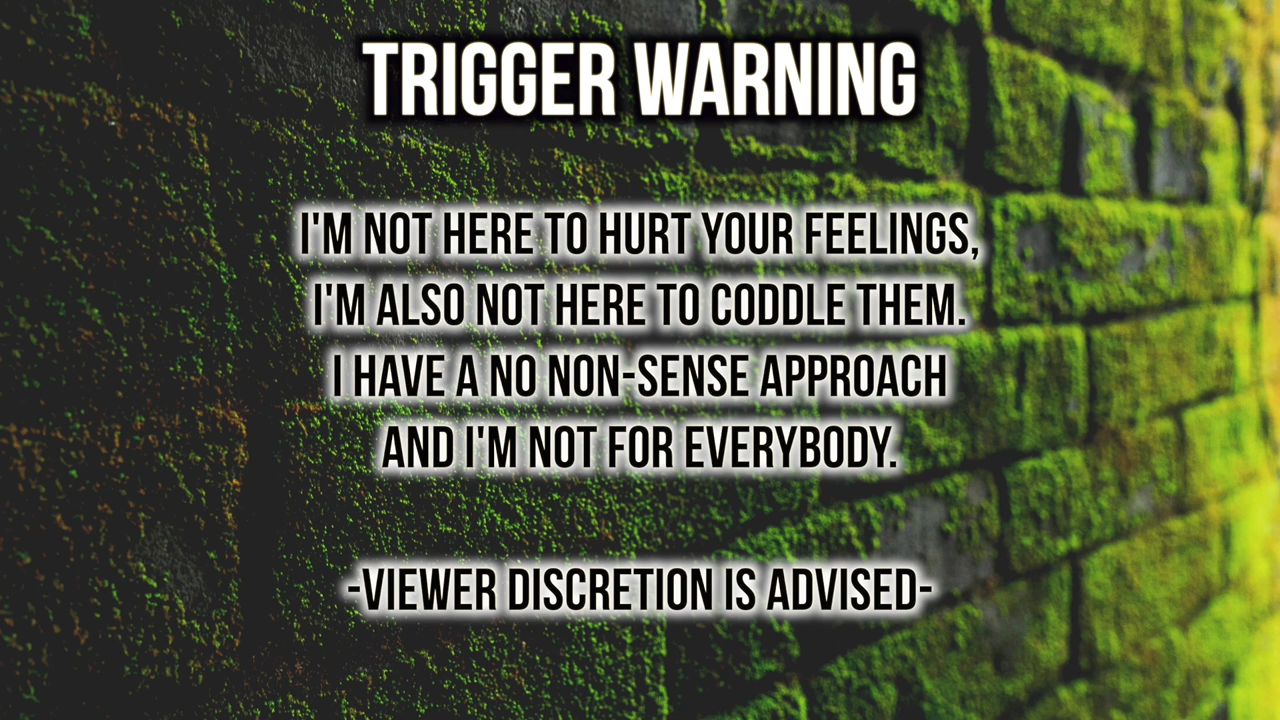 TRIGGER WARNING
I'M NOT HERE TO HURT YOUR FEELINGS,
I'M ALSO NOT HERE TO CODDLE THEM.
I HAVE A NO NON-SENSE APPROACH
AND I'M NOT FOR EVERYBODY.
-VIEWER DISCRETION IS ADVISED-